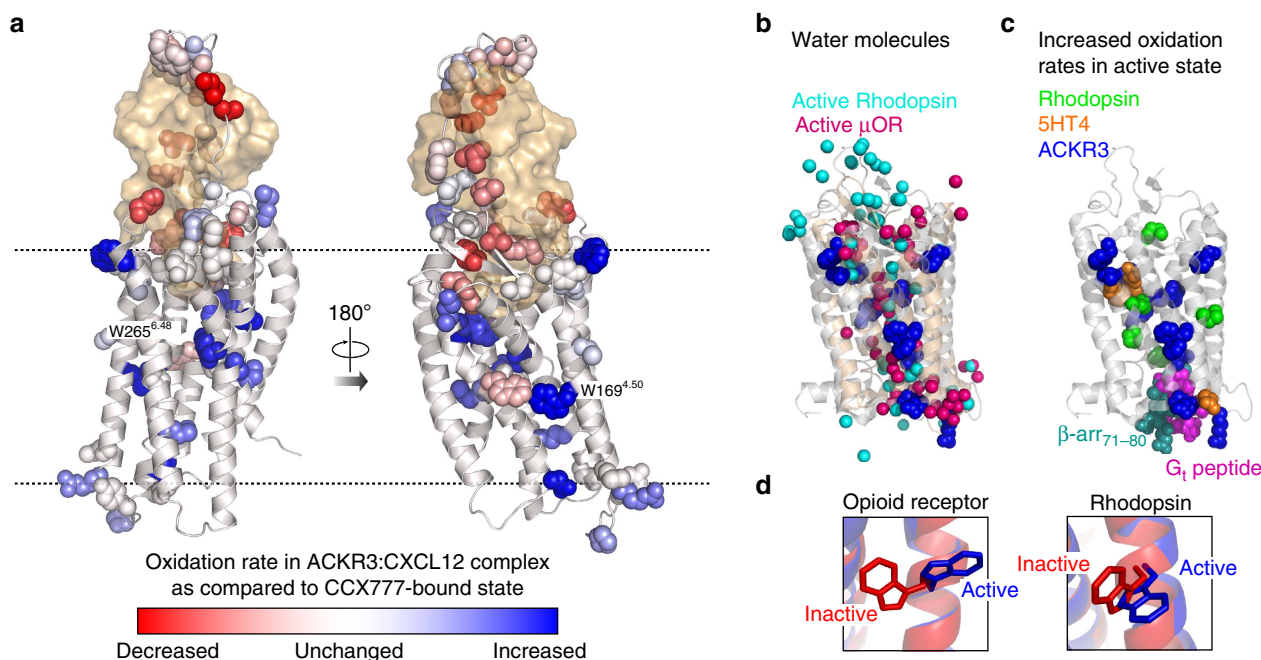 a
W265^6.48
180°
W169^4.50
Oxidation rate in ACKR3:CXCL12 complex
as compared to CCX777-bound state
Decreased Unchanged Increased
b
Water molecules
Active Rhodopsin
Active μOR
c
Increased oxidation
rates in active state
Rhodopsin
5HT4
ACKR3
β-arr71–80
Gt peptide
d
Opioid receptor
Inactive
Active
Rhodopsin
Inactive
Active